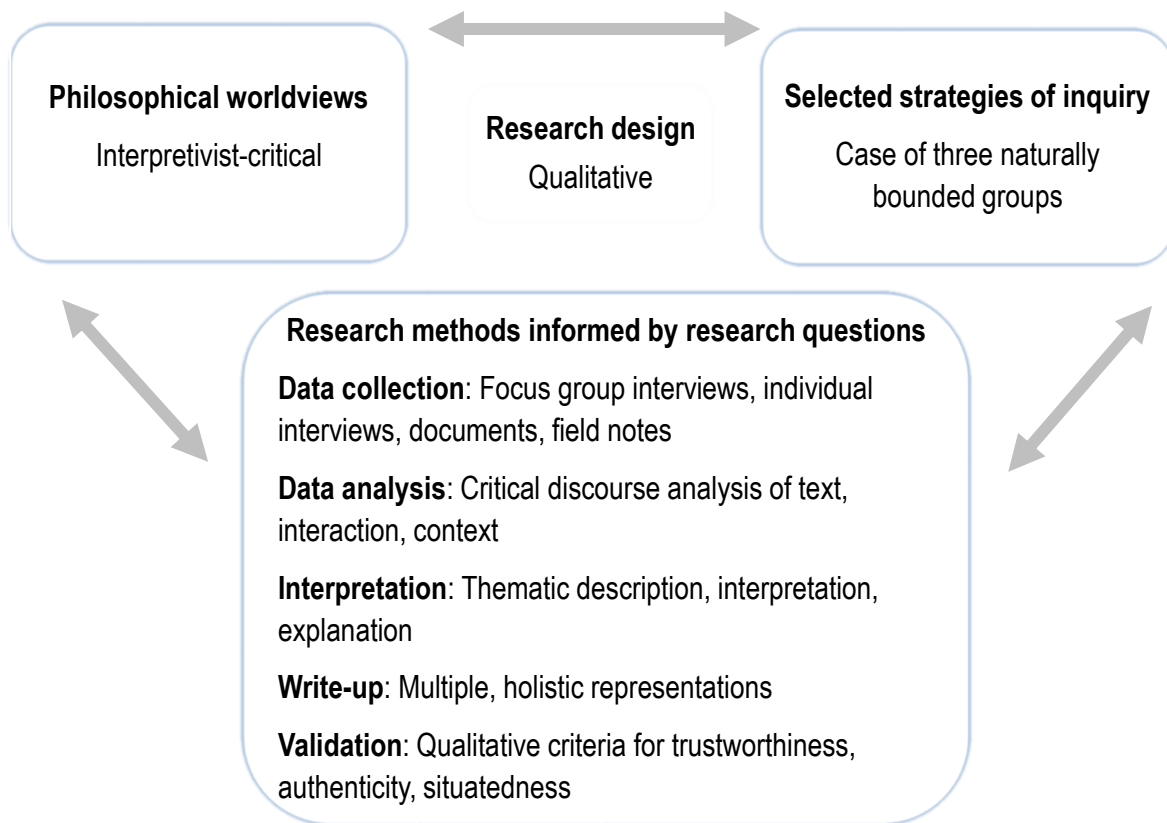 Philosophical worldviews
Interpretivist-critical
Research design
Qualitative
Selected strategies of inquiry
Case of three naturally
bounded groups
Research methods informed by research questions
Data collection: Focus group interviews, individual
interviews, documents, field notes
Data analysis: Critical discourse analysis of text,
interaction, context
Interpretation: Thematic description, interpretation,
explanation
Write-up: Multiple, holistic representations
Validation: Qualitative criteria for trustworthiness,
authenticity, situatedness